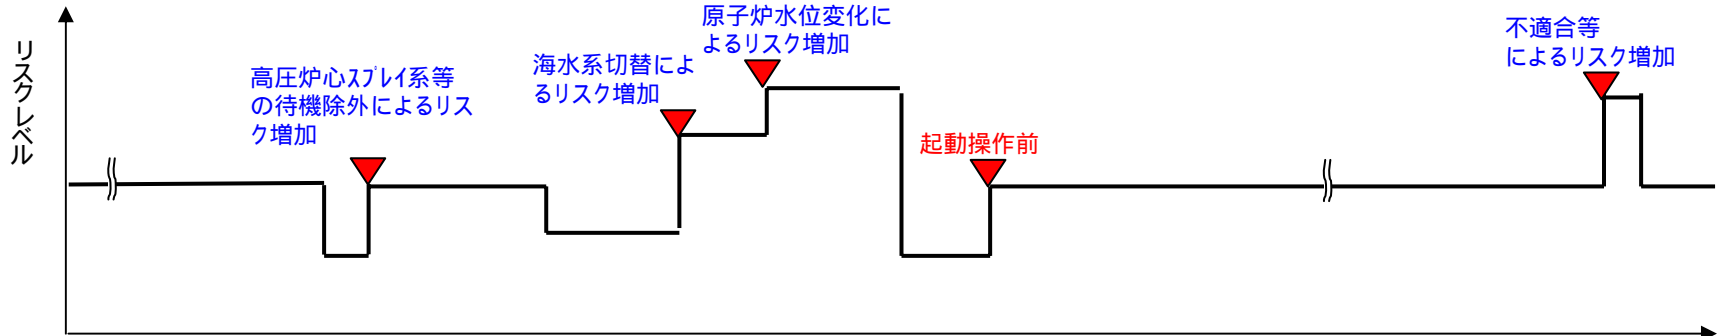 リスクレベル
高圧炉心ｽﾌﾟﾚｲ系等
の待機除外によるリス
ク増加
海水系切替によ
るリスク増加
原子炉水位変化に
よるリスク増加
起動操作前
不適合等
によるリスク増加